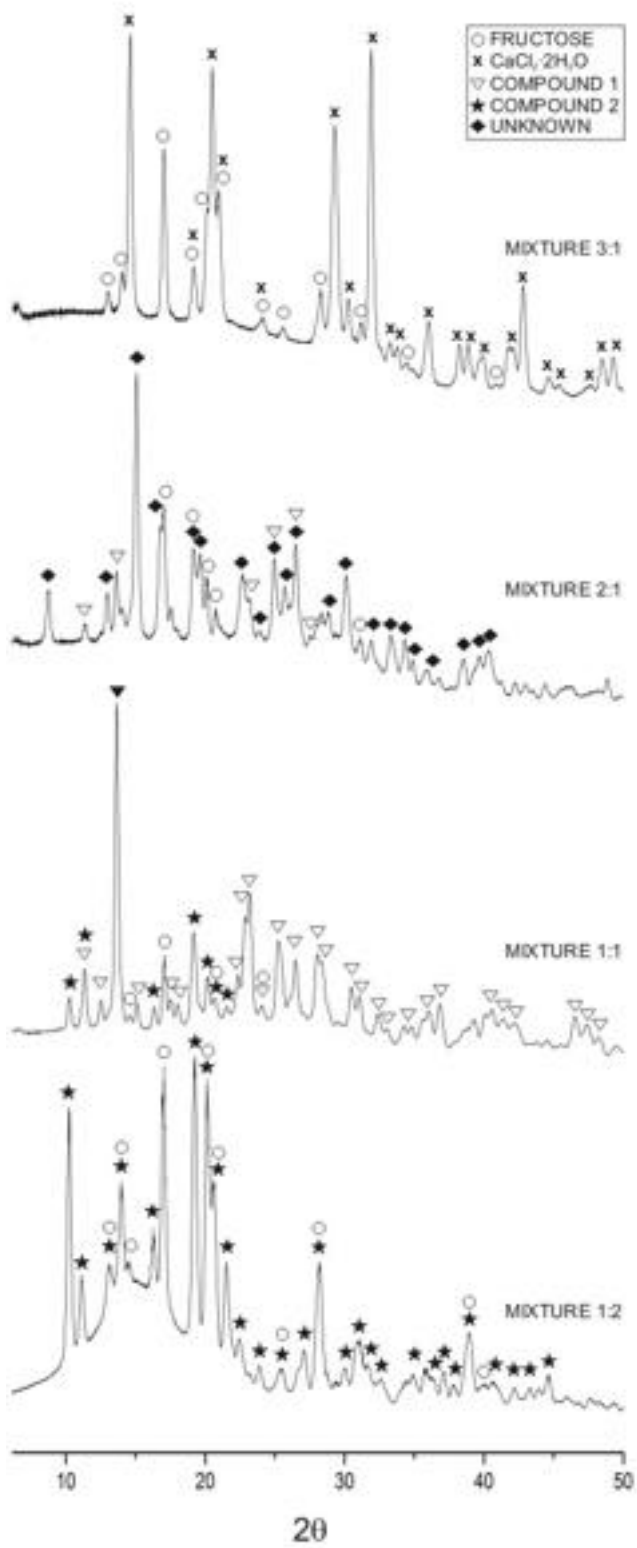 FRUCTOSE
CaCl₂·2H₂O
COMPOUND 1
COMPOUND 2
UNKNOWN
MIXTURE 3:1
MIXTURE 2:1
MIXTURE 1:1
MIXTURE 1:2
10 20 30 40 50
2θ